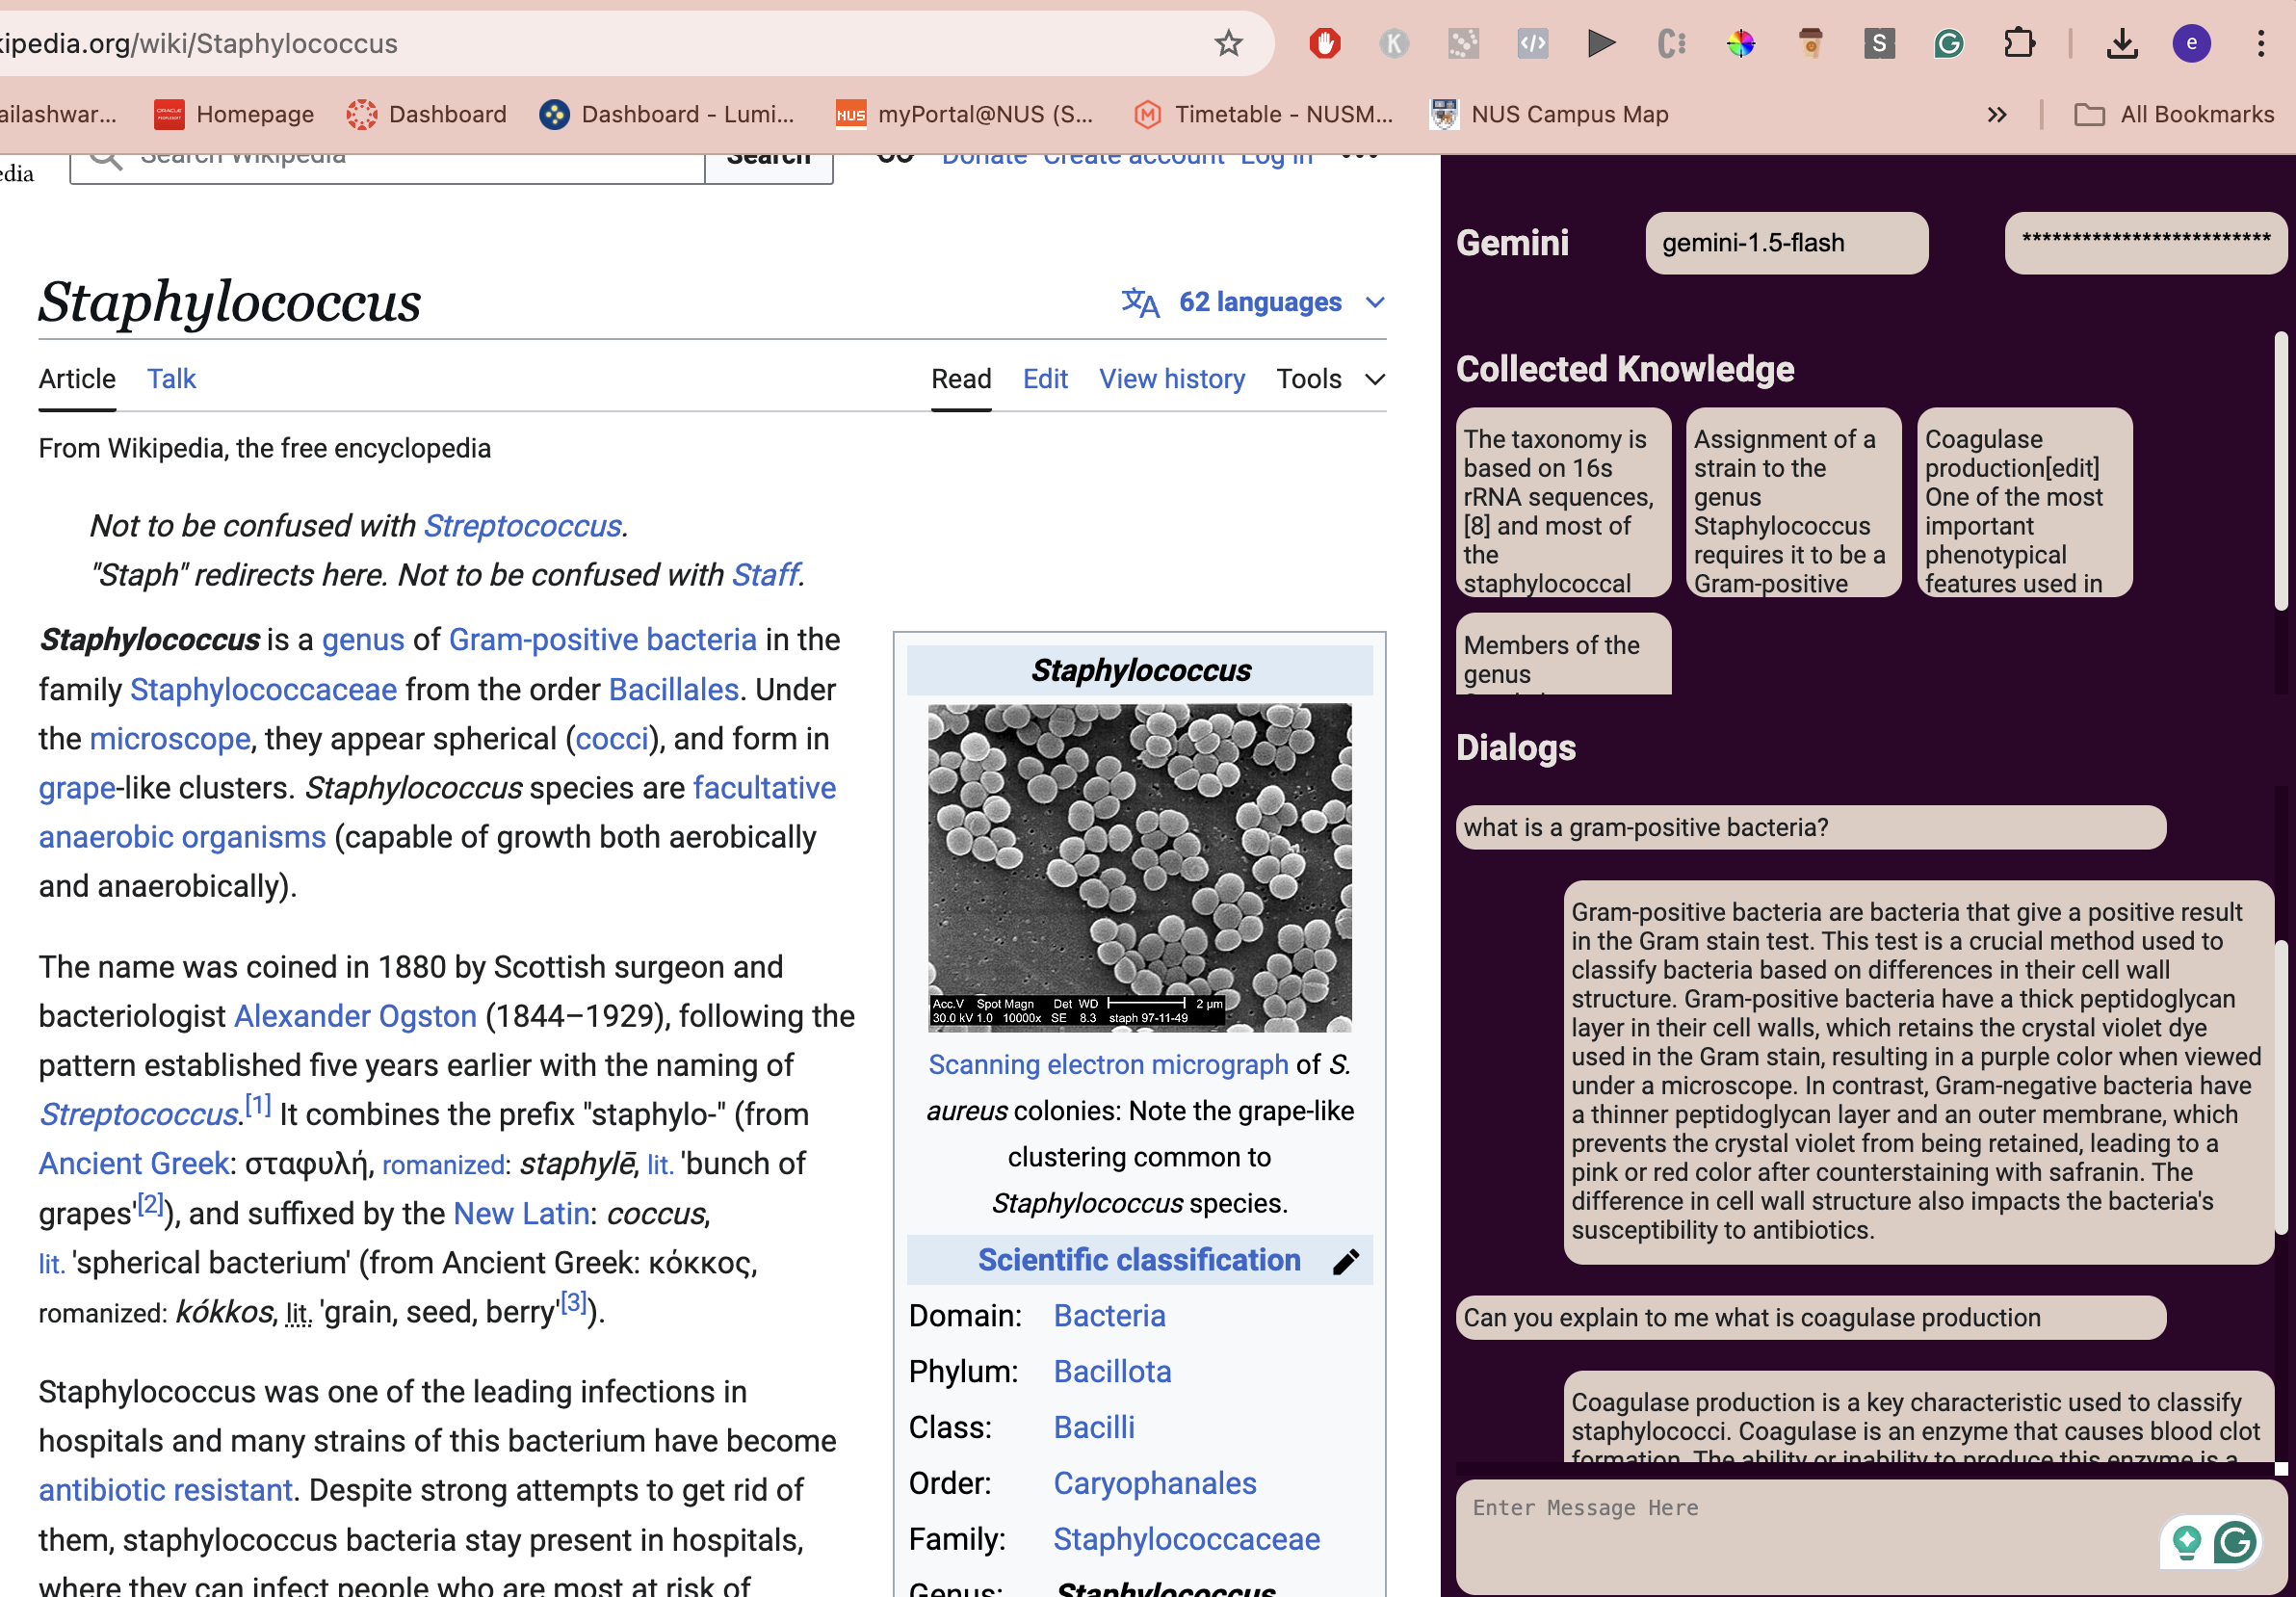 kipedia.org/wiki/Staphylococcus
ailashwar...
Homepage
Dashboard
Dashboard - Lumi...
myPortal@NUS (S...
Timetable - NUSM...
NUS Campus Map
All Bookmarks
edia
Search Wikipedia
Search
Donate Create account Log in
Staphylococcus
62 languages
Article Talk
Read Edit View history Tools
From Wikipedia, the free encyclopedia
Not to be confused with Streptococcus.
"Staph" redirects here. Not to be confused with Staff.
Staphylococcus is a genus of Gram-positive bacteria in the
family Staphylococcaceae from the order Bacillales. Under
the microscope, they appear spherical (cocci), and form in
grape-like clusters. Staphylococcus species are facultative
anaerobic organisms (capable of growth both aerobically
and anaerobically).
The name was coined in 1880 by Scottish surgeon and
bacteriologist Alexander Ogston (1844–1929), following the
pattern established five years earlier with the naming of
Streptococcus.[1] It combines the prefix "staphylo-" (from
Ancient Greek: σταφυλή, romanized: staphylē, lit. 'bunch of
grapes'[2]), and suffixed by the New Latin: coccus,
lit. 'spherical bacterium' (from Ancient Greek: κόκκος,
romanized: kókkos, lit. 'grain, seed, berry'[3]).
Staphylococcus was one of the leading infections in
hospitals and many strains of this bacterium have become
antibiotic resistant. Despite strong attempts to get rid of
them, staphylococcus bacteria stay present in hospitals,
where they can infect people who are most at risk of
Staphylococcus
Acc.V Spot Magn Det WD 2 µm
30.0 kV 1.0 10000x SE 8.3 staph 97-11-49
Scanning electron micrograph of S.
aureus colonies: Note the grape-like
clustering common to
Staphylococcus species.
Scientific classification
Domain: Bacteria
Phylum: Bacillota
Class: Bacilli
Order: Caryophanales
Family: Staphylococcaceae
Genus: Staphylococcus
Gemini
gemini-1.5-flash
*************************
Collected Knowledge
The taxonomy is
based on 16s
rRNA sequences,
[8] and most of
the
staphylococcal
Assignment of a
strain to the
genus
Staphylococcus
requires it to be a
Gram-positive
Coagulase
production[edit]
One of the most
important
phenotypical
features used in
Members of the
genus
Dialogs
what is a gram-positive bacteria?
Gram-positive bacteria are bacteria that give a positive result
in the Gram stain test. This test is a crucial method used to
classify bacteria based on differences in their cell wall
structure. Gram-positive bacteria have a thick peptidoglycan
layer in their cell walls, which retains the crystal violet dye
used in the Gram stain, resulting in a purple color when viewed
under a microscope. In contrast, Gram-negative bacteria have
a thinner peptidoglycan layer and an outer membrane, which
prevents the crystal violet from being retained, leading to a
pink or red color after counterstaining with safranin. The
difference in cell wall structure also impacts the bacteria's
susceptibility to antibiotics.
Can you explain to me what is coagulase production
Coagulase production is a key characteristic used to classify
staphylococci. Coagulase is an enzyme that causes blood clot
formation. The ability or inability to produce this enzyme is a
Enter Message Here